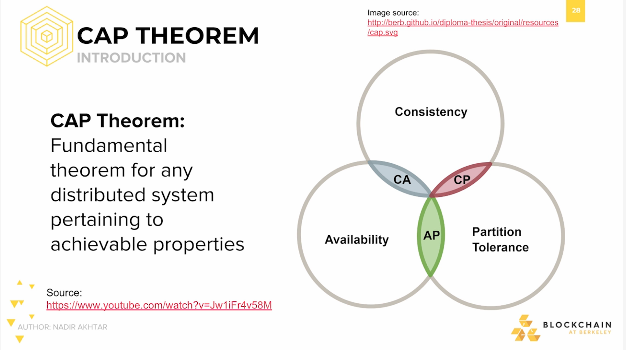 CAP THEOREM
INTRODUCTION
Image source:
http://berb.github.io/diploma-thesis/original/resources
/cap.svg
28
CAP Theorem:
Fundamental
theorem for any
distributed system
pertaining to
achievable properties
Consistency
CA
CP
Availability
AP
Partition
Tolerance
Source:
https://www.youtube.com/watch?v=Jw1iFr4v58M
AUTHOR: NADIR AKHTAR
BLOCKCHAIN
AT BERKELEY